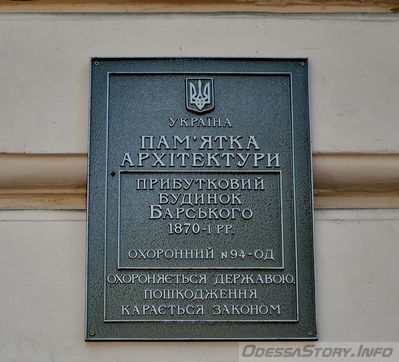 УКРАЇНА
ПАМ'ЯТКА
АРХІТЕКТУРИ
ПРИБУТКОВИЙ
БУДИНОК
БАРСЬКОГО
1870-І РР.
ОХОРОННИЙ №94-ОД
ОХОРОНЯЄТЬСЯ ДЕРЖАВОЮ,
ПОШКОДЖЕННЯ
КАРАЄТЬСЯ ЗАКОНОМ
OdessaStory.Info